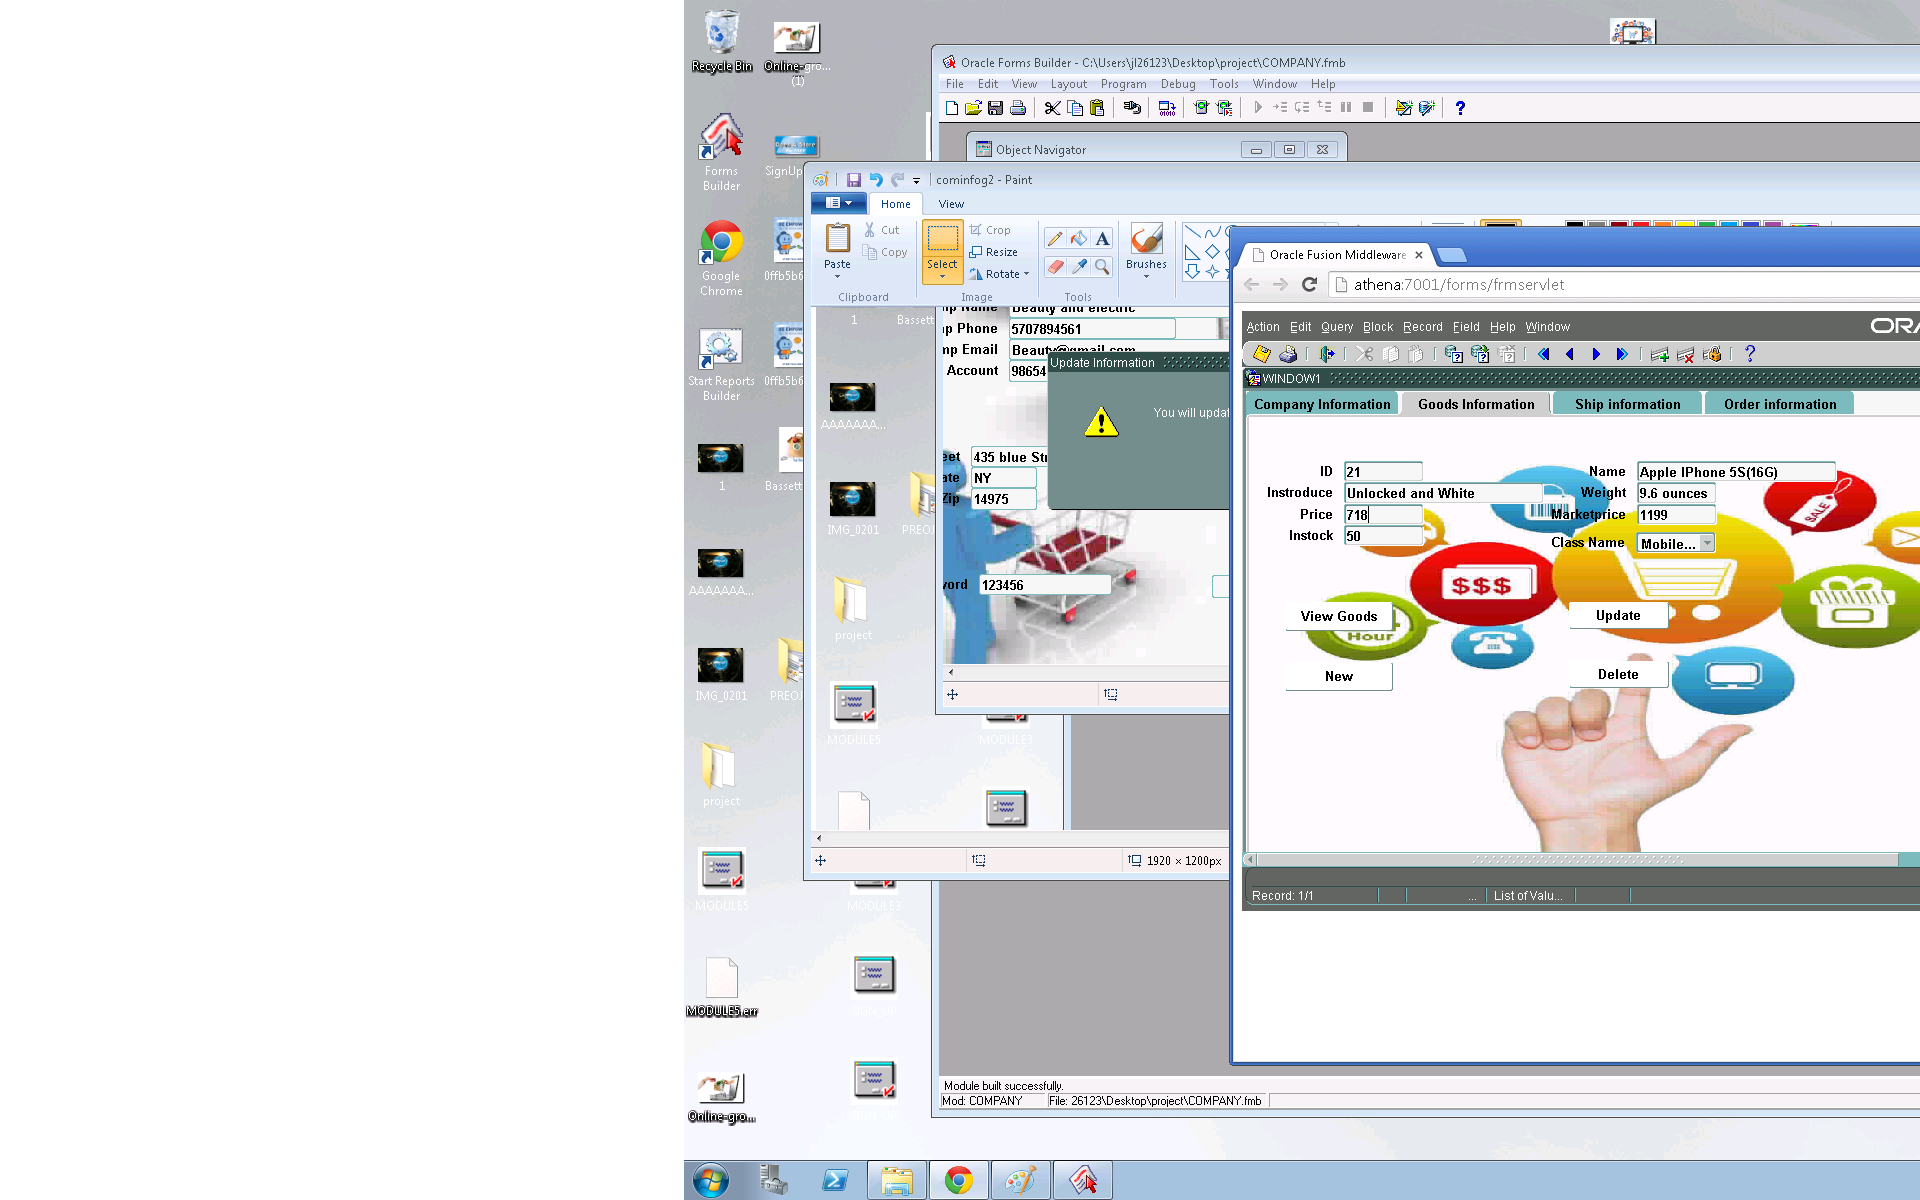 Recycle Bin
Online-gro...
(1)
Forms
Builder
SignUp
Google
Chrome
0ffb5b6
Start Reports
Builder
0ffb5b6
1
Bassett
AAAAAAA...
IMG_0201
PREOJ
project
MODULE5
MODULE3
MODULE5.err
Online-gro...
Oracle Forms Builder - C:\Users\jl26123\Desktop\project\COMPANY.fmb
File Edit View Layout Program Debug Tools Window Help
Object Navigator
cominfog2 - Paint
Home View
Paste
Cut
Copy
Clipboard
Select
Crop
Resize
Rotate
Image
Tools
Brushes
1
Bassett
AAAAAAA...
IMG_0201
PREOJ
project
MODULE5
MODULE3
mp Name Beauty and electric
mp Phone 5707894561
mp Email Beauty@gmail.com
Account 98654
Update Information
You will updat
eet 435 blue Str
ate NY
Zip 14975
word 123456
1920 × 1200px
Oracle Fusion Middleware
athena:7001/forms/frmservlet
Action Edit Query Block Record Field Help Window
ORA
WINDOW1
Company Information Goods Information Ship information Order information
ID 21
Name Apple IPhone 5S(16G)
Instroduce Unlocked and White
Weight 9.6 ounces
Price 718
Marketprice 1199
Instock 50
Class Name Mobile...
SALE
$$$
View Goods
Update
Hour
New
Delete
Record: 1/1
...
List of Valu...
Module built successfully.
Mod: COMPANY
File: 26123\Desktop\project\COMPANY.fmb